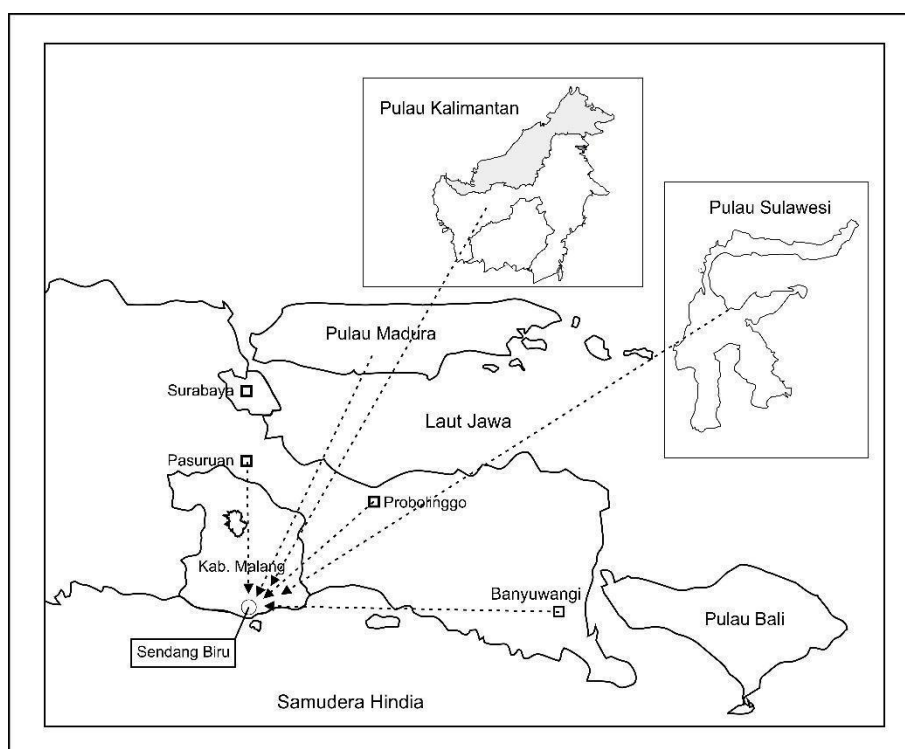 Pulau Kalimantan
Pulau Sulawesi
Pulau Madura
Surabaya
Laut Jawa
Pasuruan
Probolinggo
Kab. Malang
Banyuwangi
Pulau Bali
Sendang Biru
Samudera Hindia